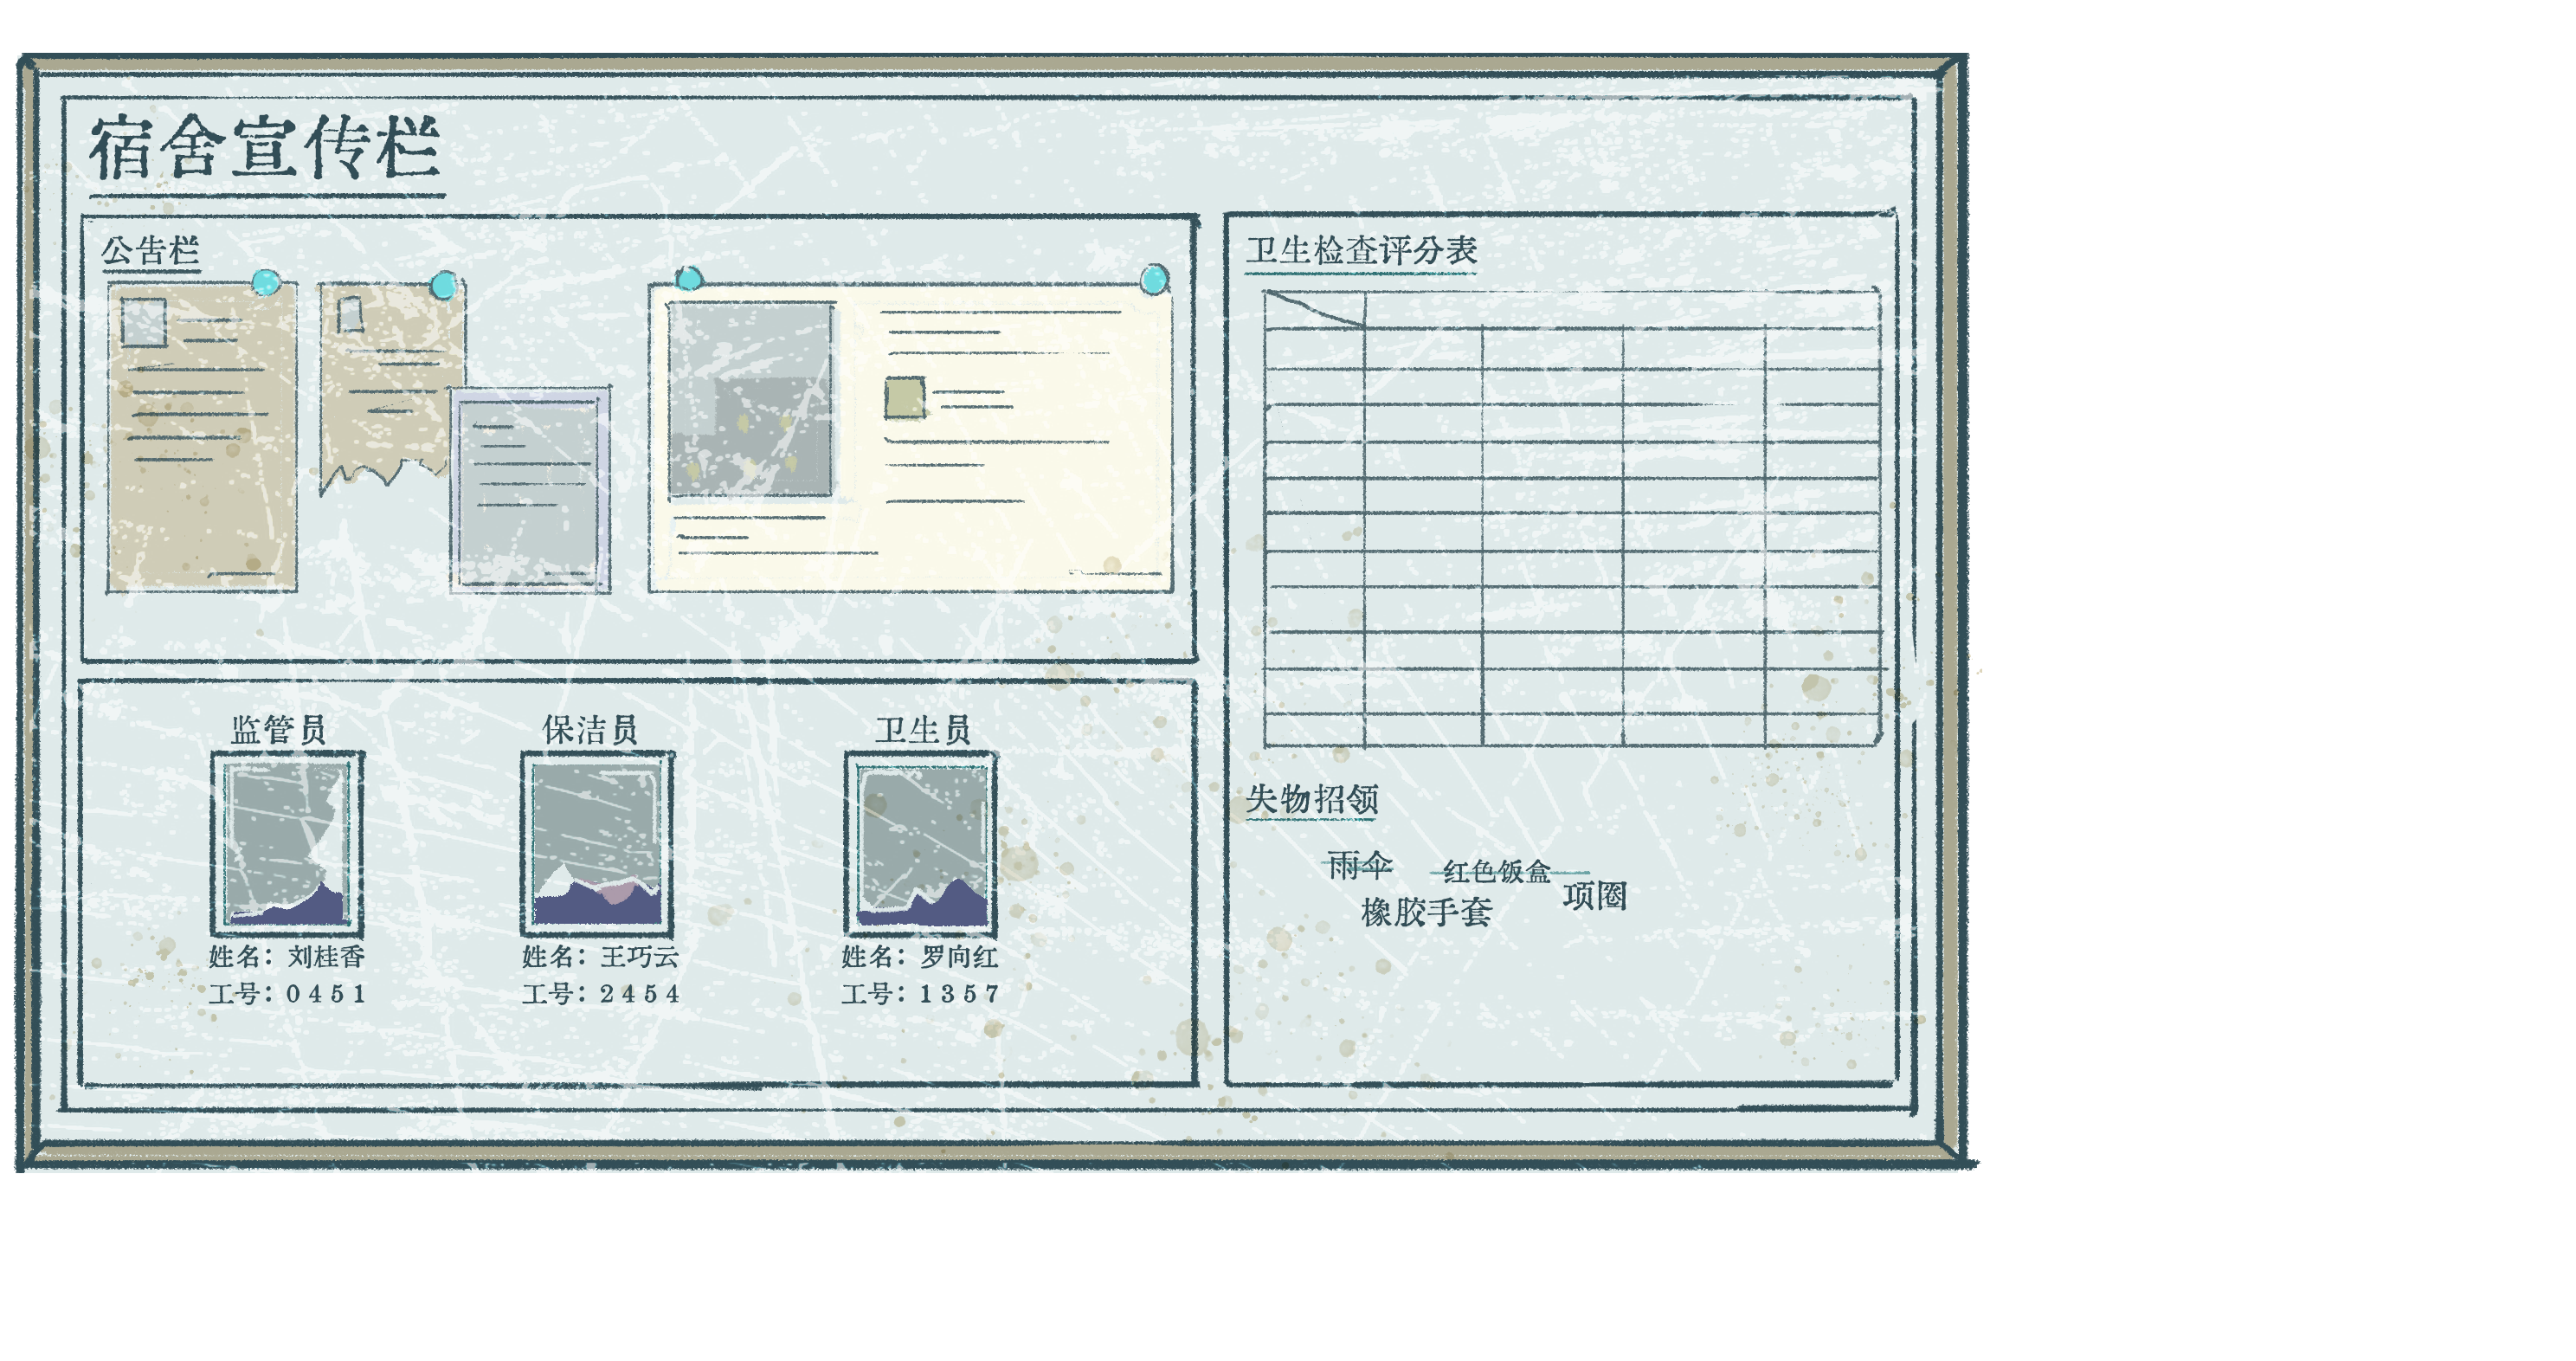 宿舍宣传栏
公告栏
监管员
姓名：刘桂香
工号：0451
保洁员
姓名：王巧云
工号：2454
卫生员
姓名：罗向红
工号：1357
卫生检查评分表
失物招领
雨伞
红色饭盒
橡胶手套
项圈